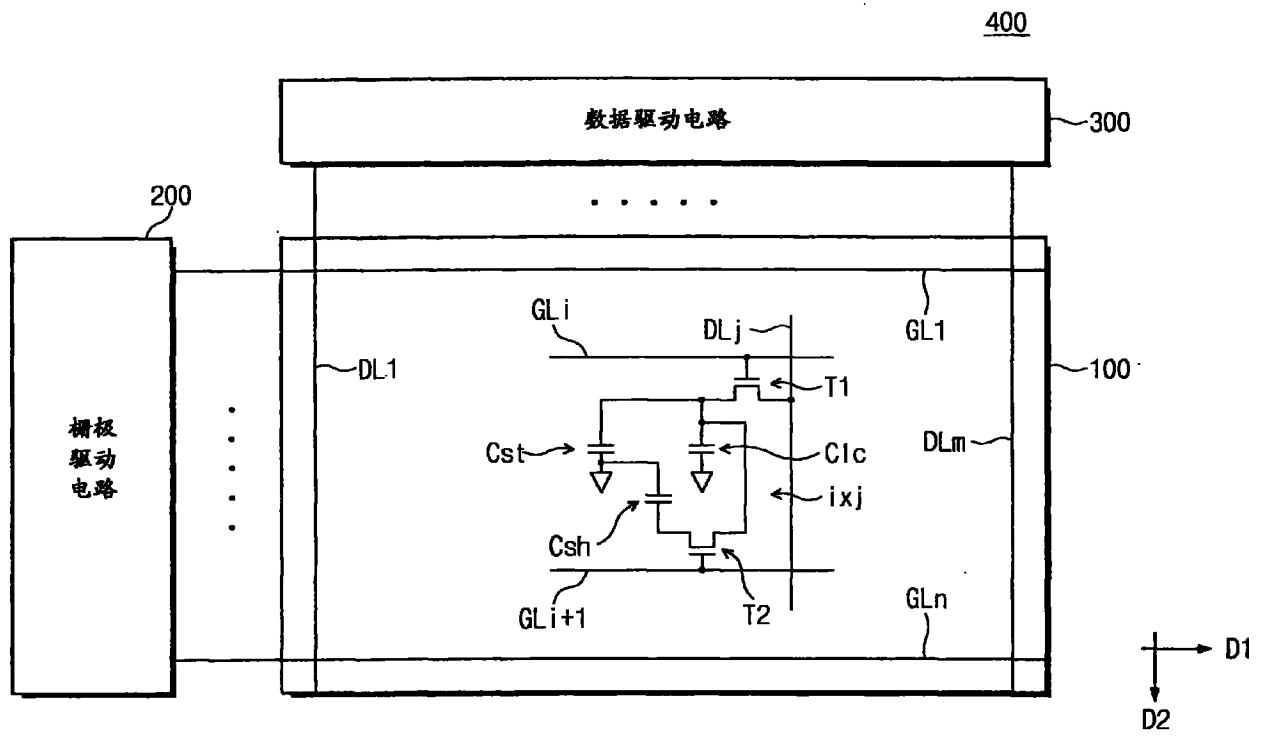 400
数据驱动电路
300
200
GLi
DLj
GL1
DL1
T1
100
栅极
驱动
电路
Cst
Clc
DLm
ixj
Csh
GLi+1
T2
GLn
D1
D2